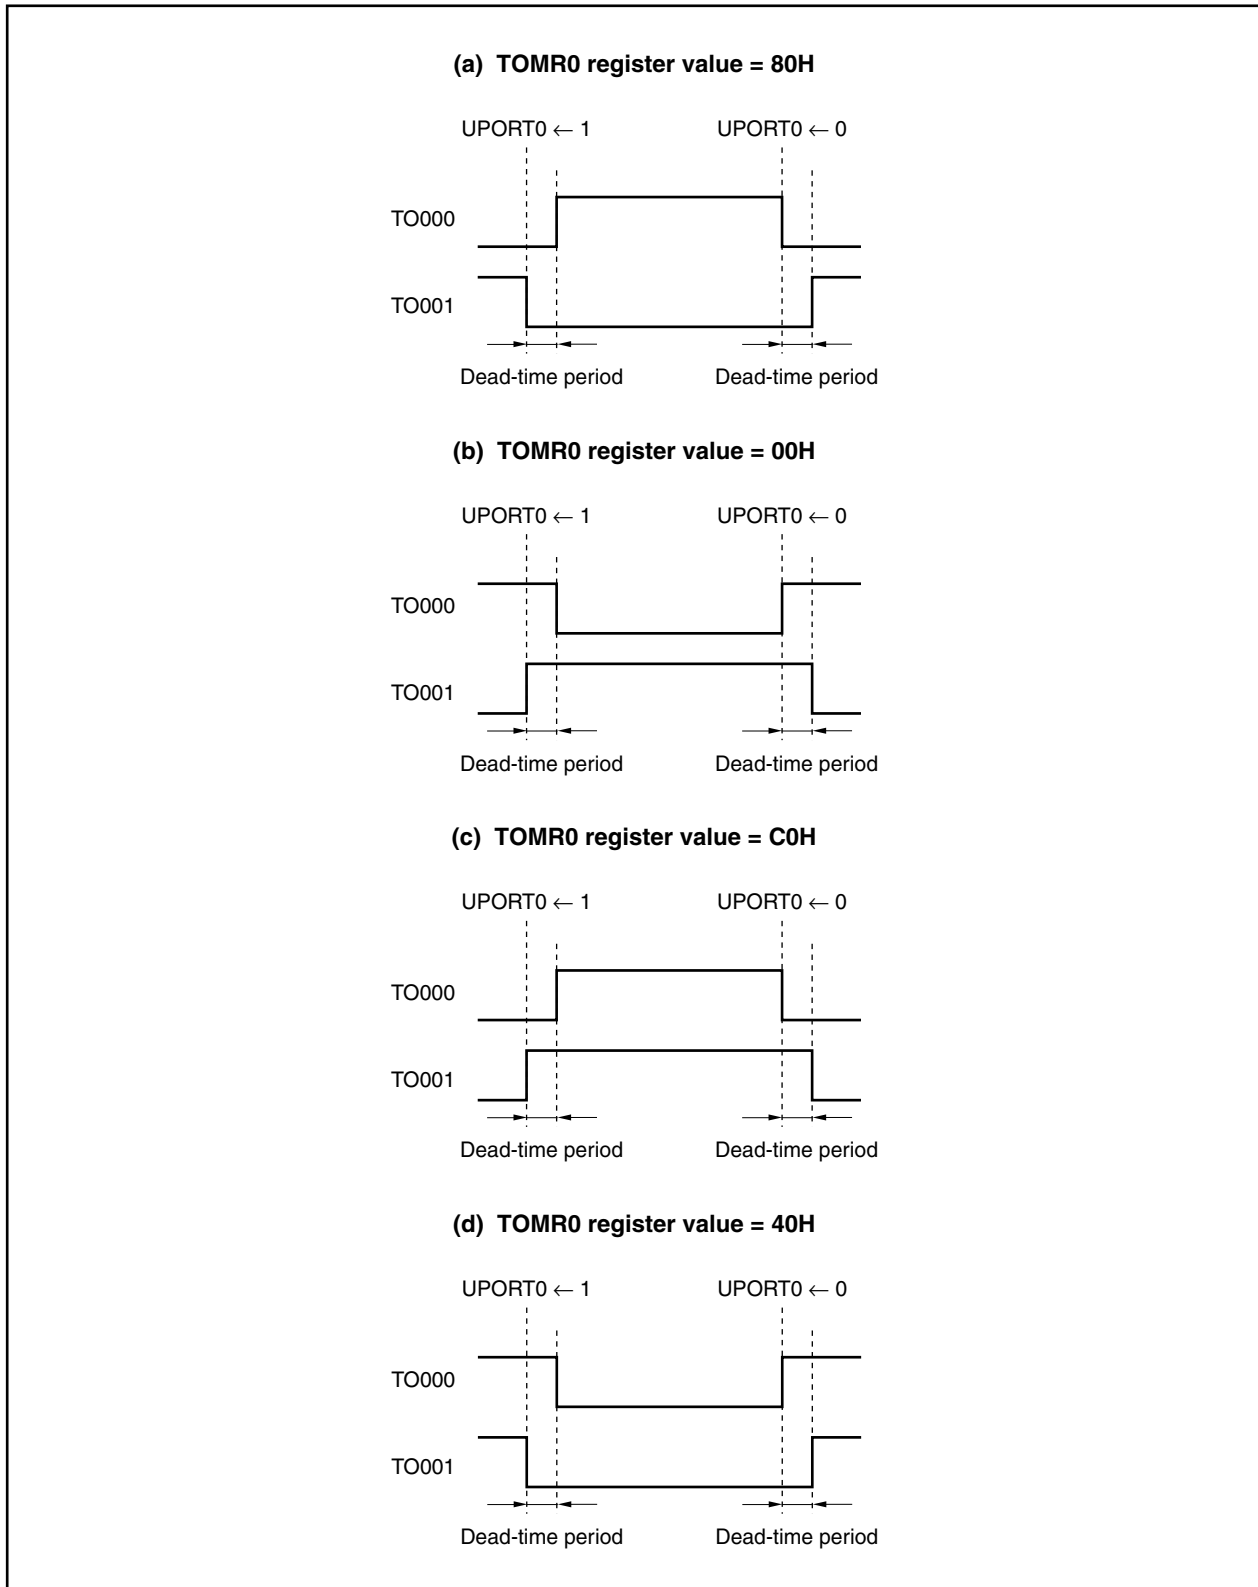 (a) TOMR0 register value = 80H
UPORT0 ← 1 UPORT0 ← 0
TO000
TO001
Dead-time period Dead-time period
(b) TOMR0 register value = 00H
UPORT0 ← 1 UPORT0 ← 0
TO000
TO001
Dead-time period Dead-time period
(c) TOMR0 register value = C0H
UPORT0 ← 1 UPORT0 ← 0
TO000
TO001
Dead-time period Dead-time period
(d) TOMR0 register value = 40H
UPORT0 ← 1 UPORT0 ← 0
TO000
TO001
Dead-time period Dead-time period